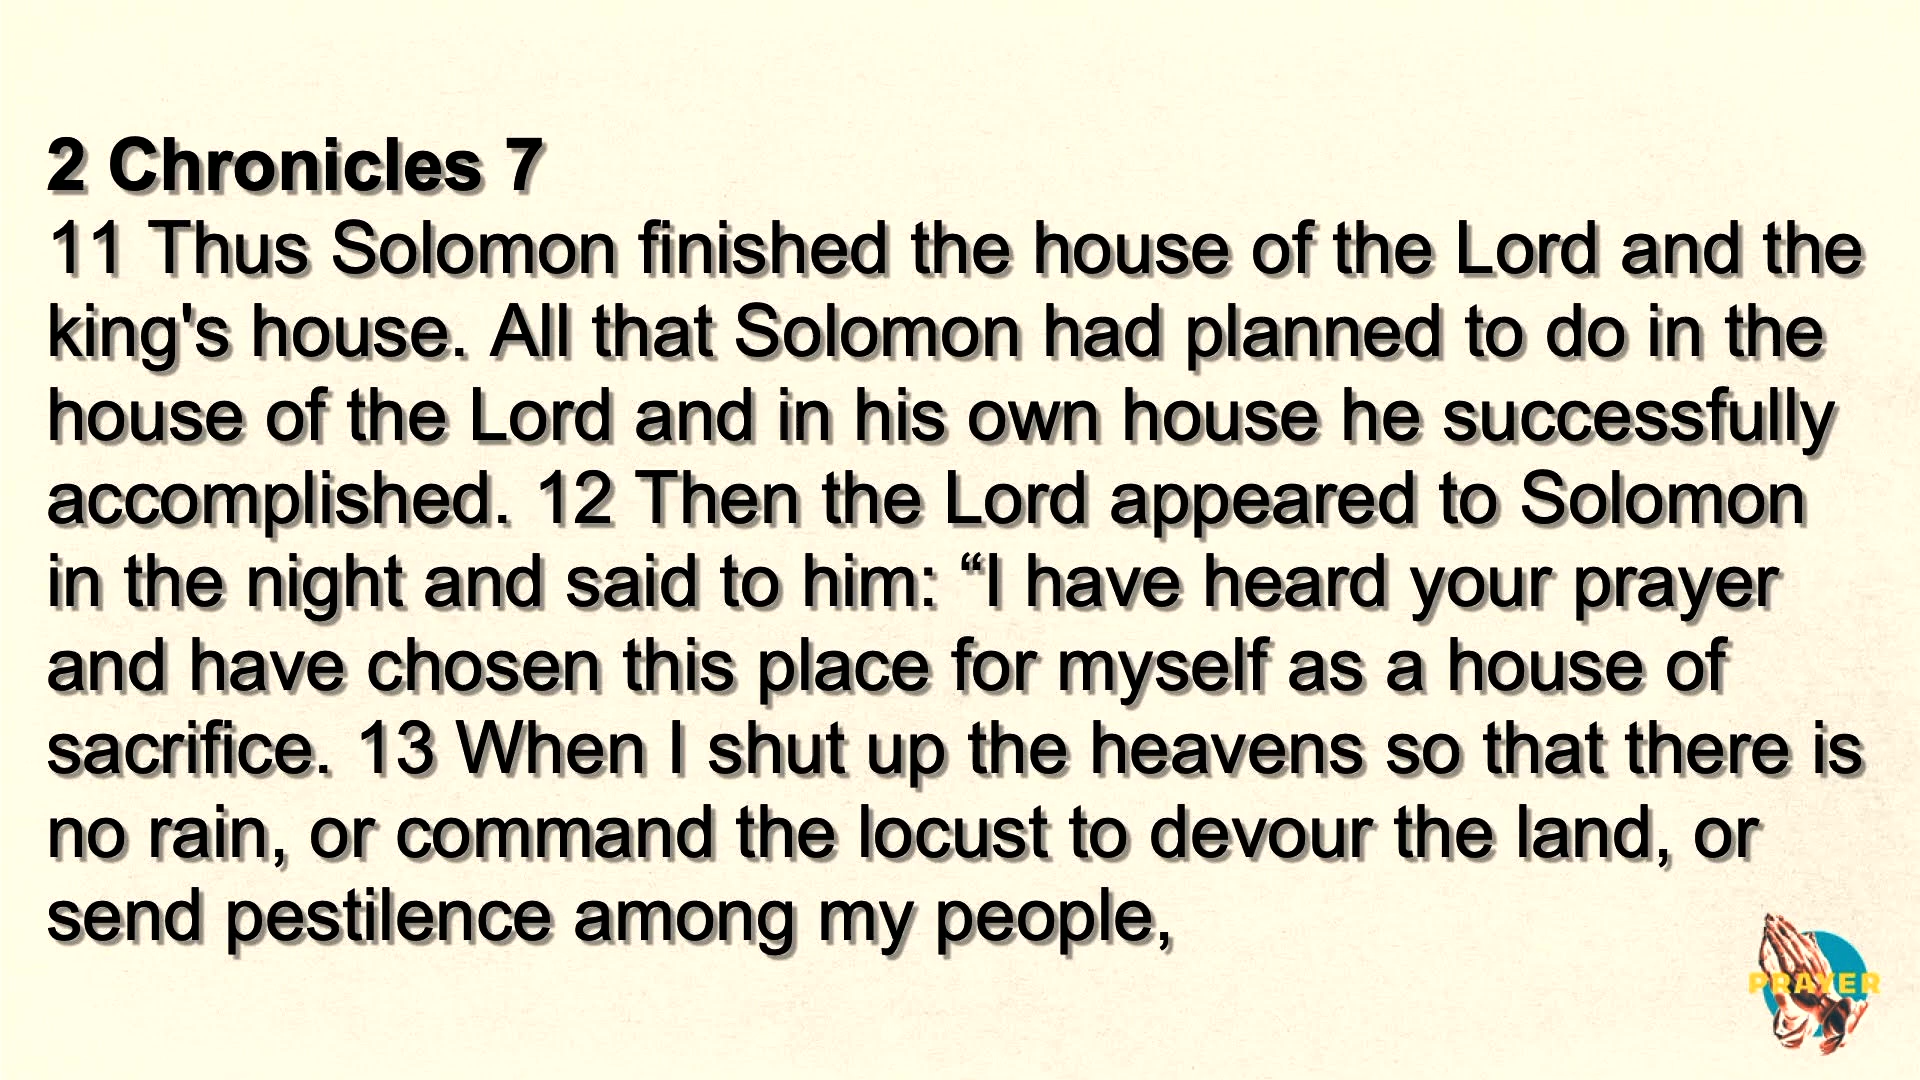 2 Chronicles 7
11 Thus Solomon finished the house of the Lord and the
king's house. All that Solomon had planned to do in the
house of the Lord and in his own house he successfully
accomplished. 12 Then the Lord appeared to Solomon
in the night and said to him: “I have heard your prayer
and have chosen this place for myself as a house of
sacrifice. 13 When I shut up the heavens so that there is
no rain, or command the locust to devour the land, or
send pestilence among my people,
PRAYER